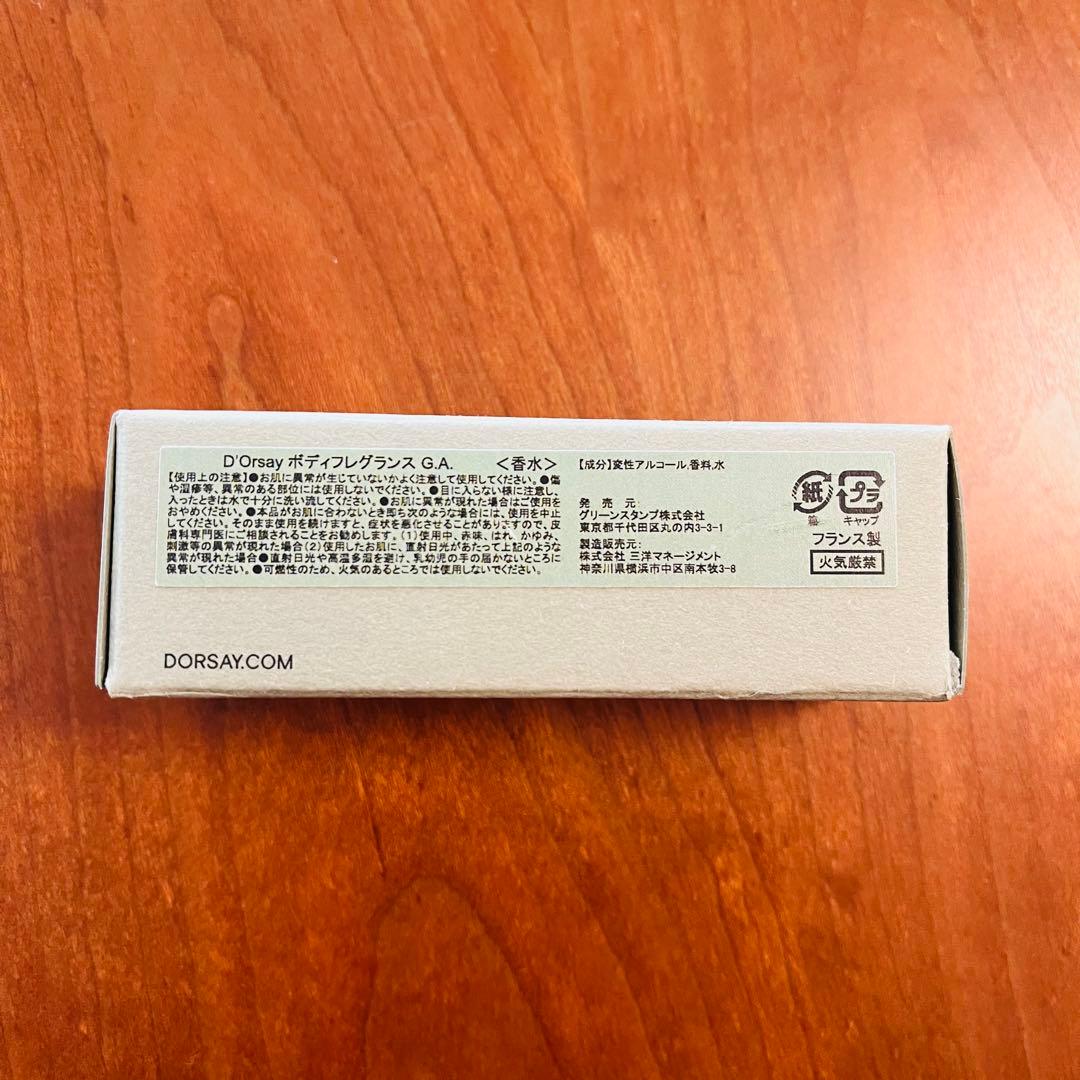 D'Orsay ボディフレグランス G.A. ＜香水＞
【使用上の注意】●お肌に異常が生じていないかよく注意して使用してください。●傷
や湿疹等、異常のある部位には使用しないでください。●目に入らない様に注意し、
入ったときは水で十分に洗い流してください。●お肌に異常が現れた場合はご使用を
おやめください。●本品がお肌に合わないとき即ち次のような場合には、使用を中止
してください。そのまま使用を続けますと、症状を悪化させることがありますので、皮
膚科専門医にご相談されることをお勧めします。(1)使用中、赤味、はれ、かゆみ、
刺激等の異常が現れた場合(2)使用したお肌に、直射日光があたって上記のような
異常が現れた場合●直射日光や高温多湿を避け、乳幼児の手の届かないところに
保管してください。●可燃性のため、火気のあるところでは使用しないでください。
【成分】変性アルコール,香料,水
発 売 元:
グリーンスタンプ株式会社
東京都千代田区丸の内3-3-1
製造販売元:
株式会社 三洋マネージメント
神奈川県横浜市中区南本牧3-8
紙 プラ
箱 キャップ
フランス製
火気厳禁
DORSAY.COM